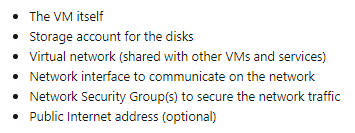 • The VM itself
• Storage account for the disks
• Virtual network (shared with other VMs and services)
• Network interface to communicate on the network
• Network Security Group(s) to secure the network traffic
• Public Internet address (optional)